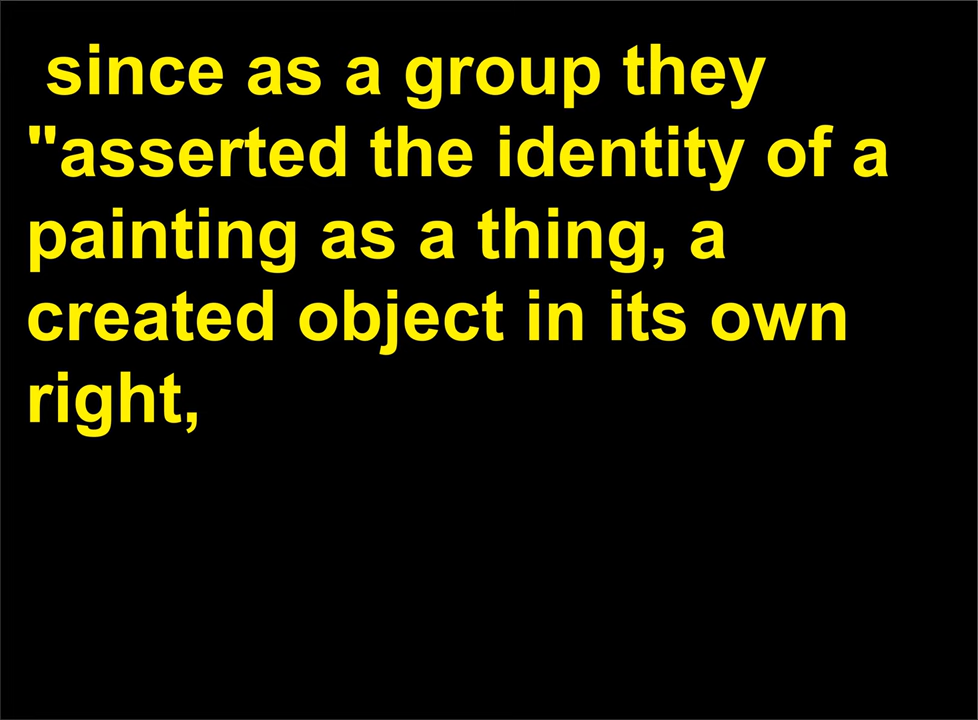 since as a group they
"asserted the identity of a
painting as a thing, a
created object in its own
right,